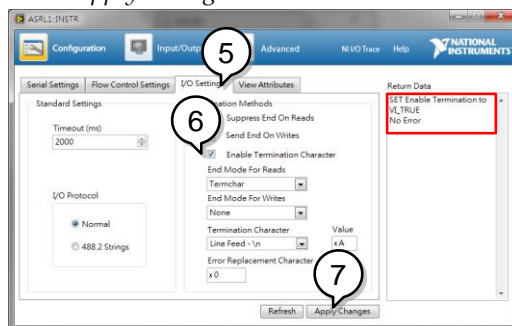 ASRL1::INSTR
Configuration
Input/Outp
5
Advanced
NI I/O Trace
Help
NATIONAL
INSTRUMENTS
Serial Settings
Flow Control Settings
I/O Settings
View Attributes
Return Data
Standard Settings
Timeout (ms)
2000
I/O Protocol
Normal
488.2 Strings
6
Methods
Suppress End On Reads
Send End On Writes
Enable Termination Character
End Mode For Reads
Termchar
End Mode For Writes
None
Termination Character
Value
Line Feed - \n
xA
Error Replacement Character
x0
7
SET Enable Termination to
VI_TRUE
No Error
Refresh
Apply Changes